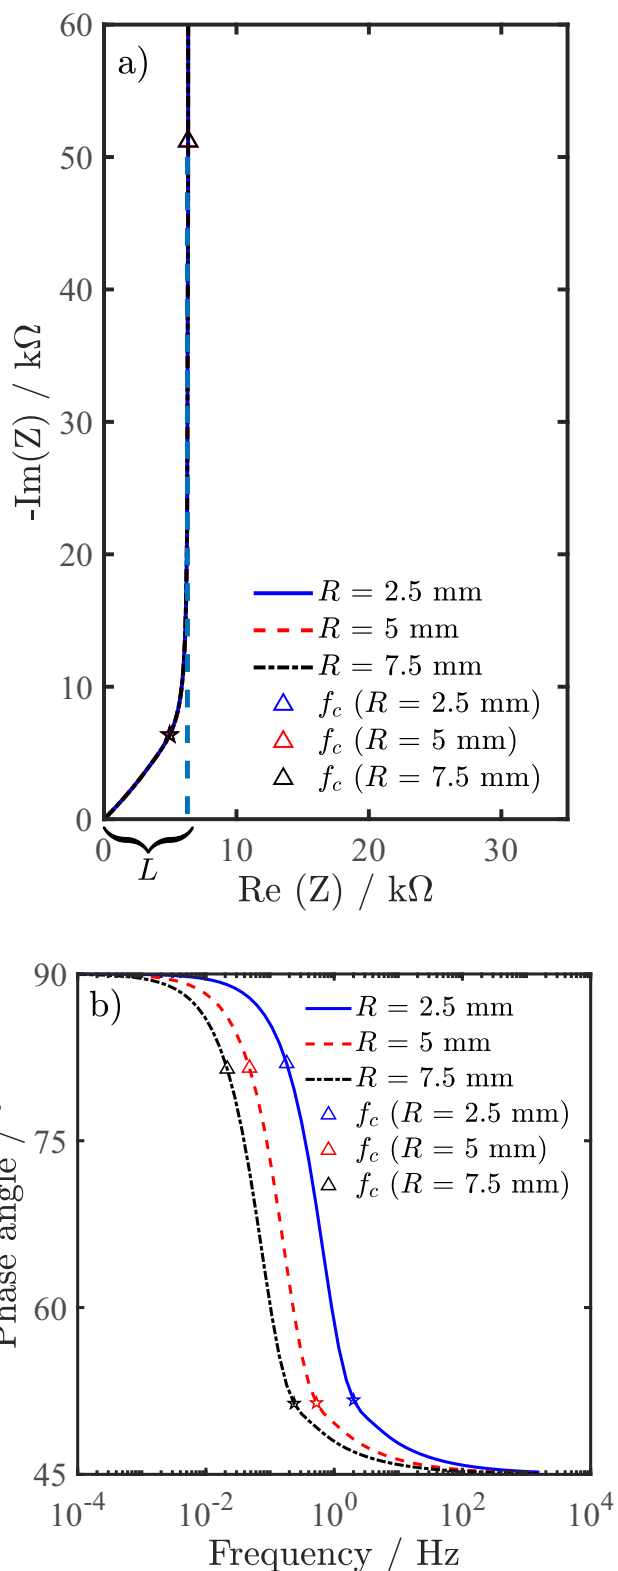 a)
60
50
40
30
20
10
0
-Im(Z) / kΩ
R = 2.5 mm
R = 5 mm
R = 7.5 mm
f_c (R = 2.5 mm)
f_c (R = 5 mm)
f_c (R = 7.5 mm)
0 10 20 30
L
Re (Z) / kΩ
b)
90
75
60
45
Phase angle /
R = 2.5 mm
R = 5 mm
R = 7.5 mm
f_c (R = 2.5 mm)
f_c (R = 5 mm)
f_c (R = 7.5 mm)
10^-4 10^-2 10^0 10^2 10^4
Frequency / Hz